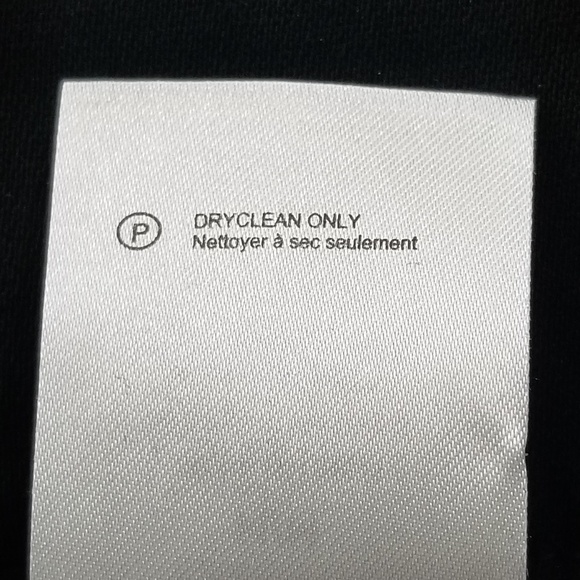 P DRYCLEAN ONLY
Nettoyer à sec seulement